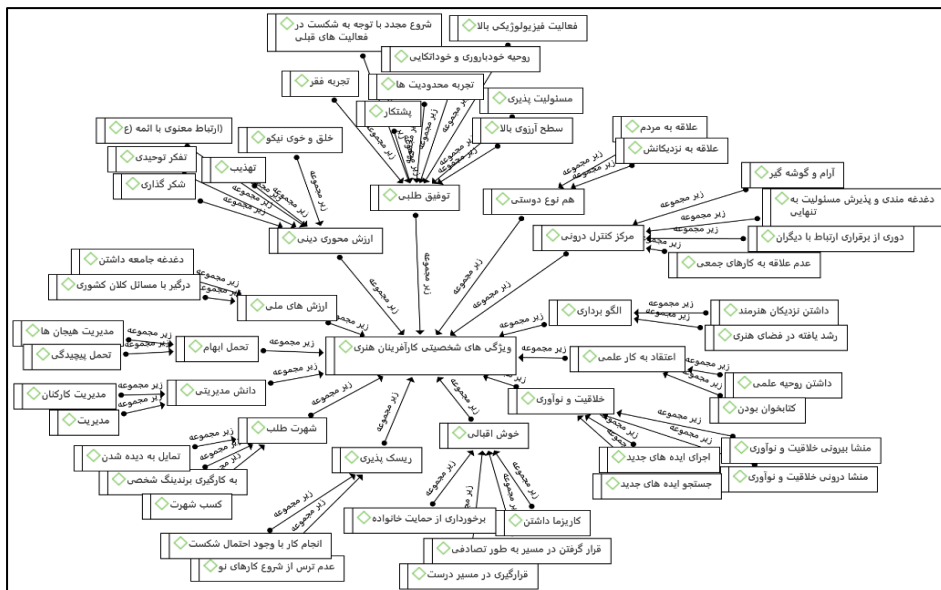 شروع مجدد با توجه به شکست در
فعالیت های قبلی
فعالیت فیزیولوژیکی بالا
روحیه خودباوری و خوداتکایی
تجربه فقر
تجربه محدودیت ها
مسئولیت پذیری
پشتکار
سطح آرزوی بالا
توفیق طلبی
(ارتباط معنوی با ائمه (ع
خلق و خوی نیکو
تفکر توحیدی
تهذیب
شکر گذاری
ارزش محوری دینی
علاقه به مردم
علاقه به نزدیکانش
هم نوع دوستی
آرام و گوشه گیر
دغدغه مندی و پذیرش مسئولیت به
تنهایی
دوری از برقراری ارتباط با دیگران
عدم علاقه به کارهای جمعی
مرکز کنترل درونی
دغدغه جامعه داشتن
درگیر با مسائل کلان کشوری
ارزش های ملی
الگو برداری
داشتن نزدیکان هنرمند
رشد یافته در فضای هنری
مدیریت هیجان ها
تحمل پیچیدگی
تحمل ابهام
ویژگی های شخصیتی کارآفرینان هنری
اعتقاد به کار علمی
داشتن روحیه علمی
کتابخوان بودن
مدیریت کارکنان
مدیریت
دانش مدیریتی
خلاقیت و نوآوری
منشا بیرونی خلاقیت و نوآوری
منشا درونی خلاقیت و نوآوری
اجرای ایده های جدید
جستجو ایده های جدید
شهرت طلب
تمایل به دیده شدن
به کارگیری برندینگ شخصی
کسب شهرت
ریسک پذیری
انجام کار با وجود احتمال شکست
عدم ترس از شروع کارهای نو
خوش اقبالی
برخورداری از حمایت خانواده
کاریزما داشتن
قرار گرفتن در مسیر به طور تصادفی
قرارگیری در مسیر درست
زیر مجموعه